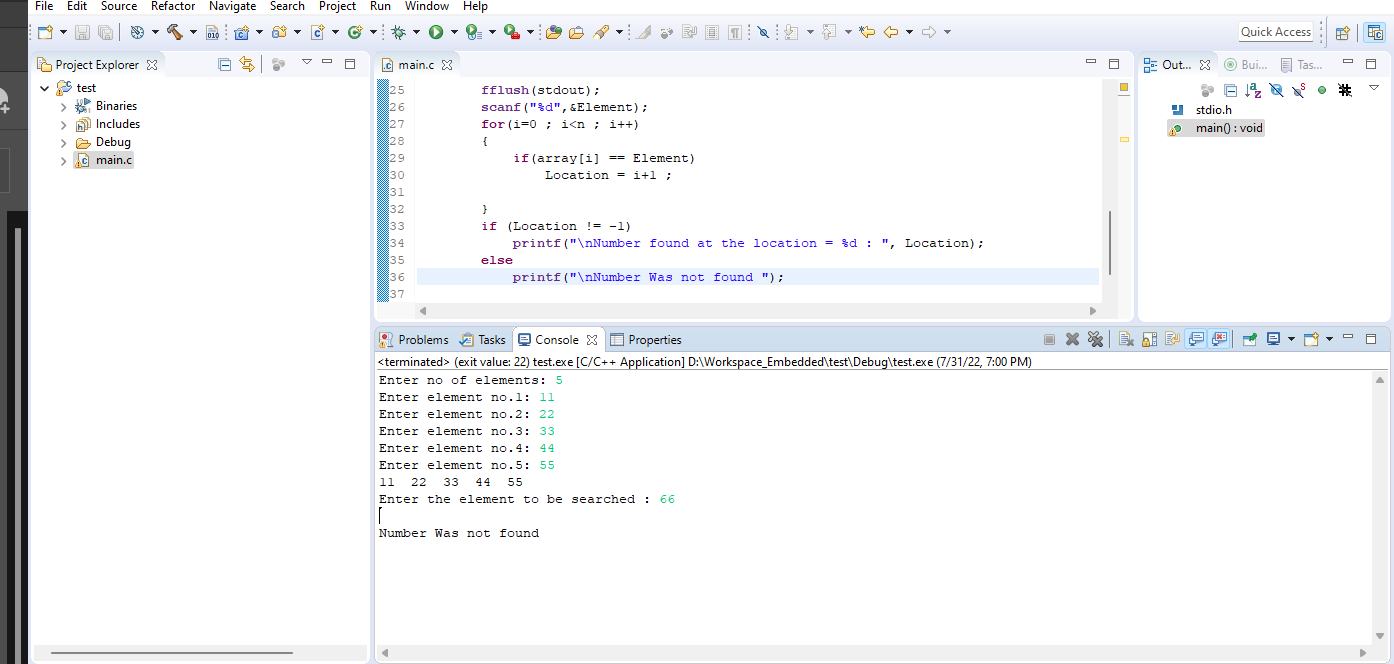 File Edit Source Refactor Navigate Search Project Run Window Help
Quick Access
Project Explorer
test
Binaries
Includes
Debug
main.c
main.c
25 fflush(stdout);
26 scanf("%d",&Element);
27 for(i=0 ; i<n ; i++)
28 {
29 if(array[i] == Element)
30 Location = i+1 ;
31
32 }
33 if (Location != -1)
34 printf("\nNumber found at the location = %d : ", Location);
35 else
36 printf("\nNumber Was not found ");
37
Out... Bui... Tas...
stdio.h
main() : void
Problems Tasks Console Properties
<terminated> (exit value: 22) test.exe [C/C++ Application] D:\Workspace_Embedded\test\Debug\test.exe (7/31/22, 7:00 PM)
Enter no of elements: 5
Enter element no.1: 11
Enter element no.2: 22
Enter element no.3: 33
Enter element no.4: 44
Enter element no.5: 55
11 22 33 44 55
Enter the element to be searched : 66
Number Was not found